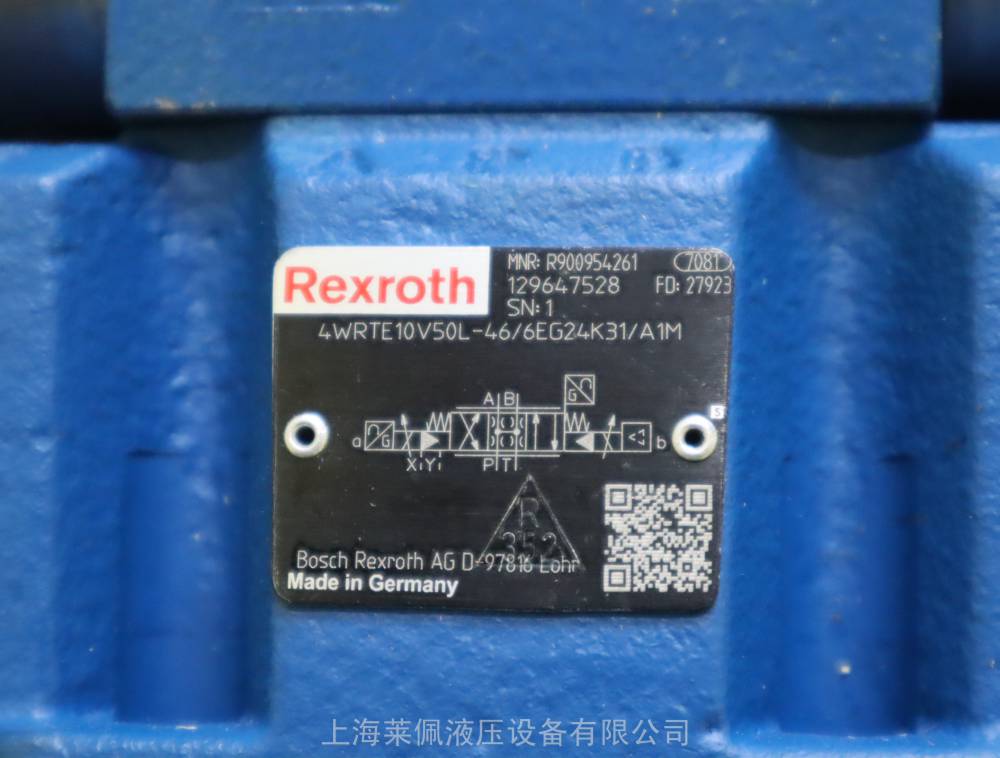 Rexroth
MNR: R900954261
7081
129647528
FD: 27923
SN: 1
4WRTE10V50L-46/6EG24K31/A1M
A B
G
S
a
G
b
X Y
P T
R
352
Bosch Rexroth AG D-97816 Lohr
Made in Germany
上海莱佩液压设备有限公司